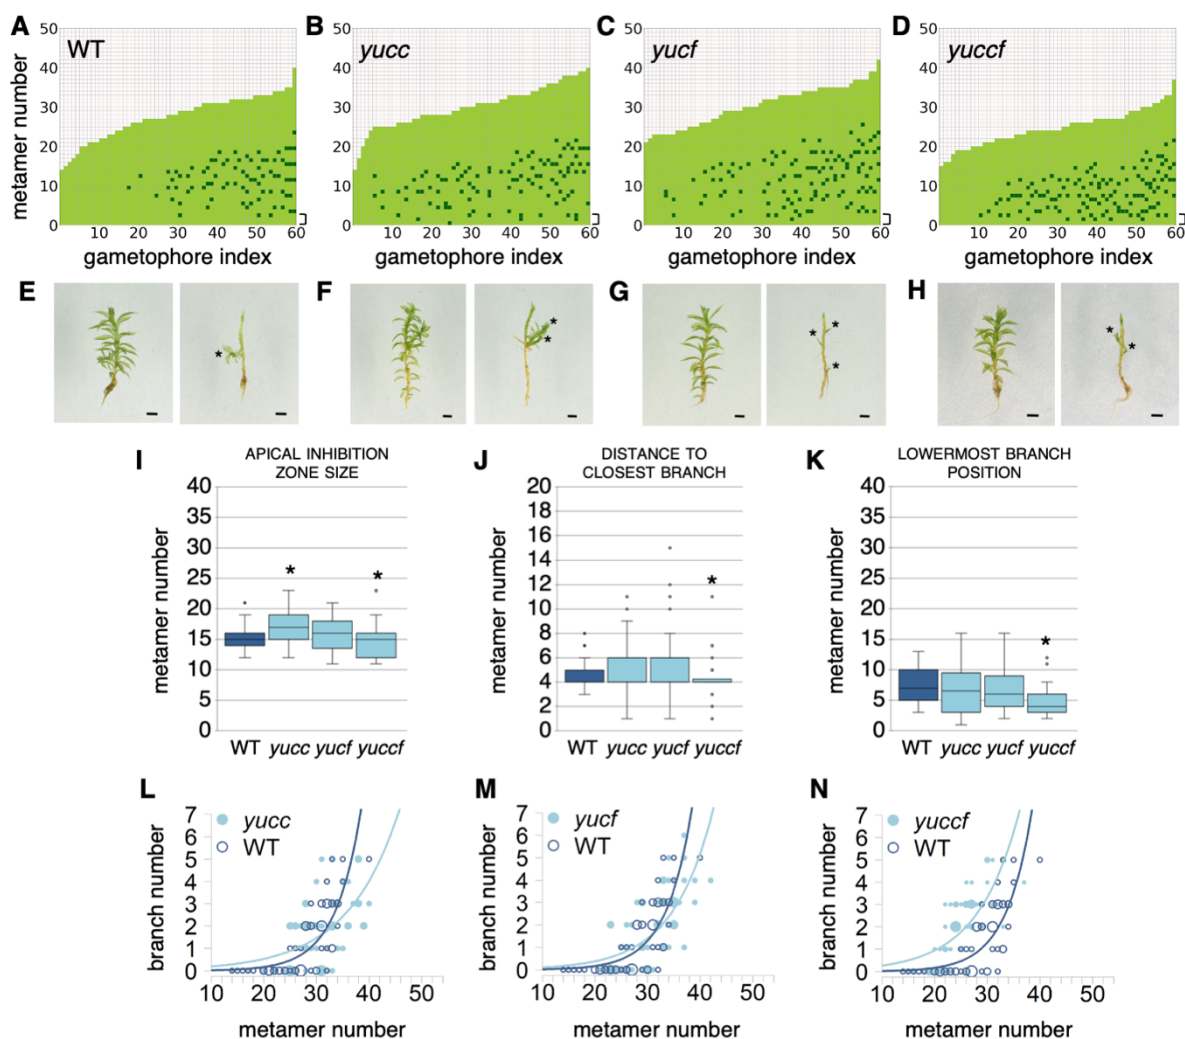 A
WT
B
yucc
C
yucf
D
yuccf
metamer number
50
40
30
20
10
0
50
40
30
20
10
0
50
40
30
20
10
0
50
40
30
20
10
0
10 20 30 40 50 60
10 20 30 40 50 60
10 20 30 40 50 60
10 20 30 40 50 60
gametophore index
gametophore index
gametophore index
gametophore index
E
*
F
*
*
G
*
*
*
H
*
*
I
APICAL INHIBITION
ZONE SIZE
metamer number
40
35
30
25
20
15
10
5
0
*
*
WT yucc yucf yuccf
J
DISTANCE TO
CLOSEST BRANCH
metamer number
20
18
16
14
12
10
8
6
4
2
0
*
WT yucc yucf yuccf
K
LOWERMOST BRANCH
POSITION
metamer number
40
35
30
25
20
15
10
5
0
*
WT yucc yucf yuccf
L
yucc
WT
branch number
7
6
5
4
3
2
1
0
10 20 30 40 50
metamer number
M
yucf
WT
branch number
7
6
5
4
3
2
1
0
10 20 30 40 50
metamer number
N
yuccf
WT
branch number
7
6
5
4
3
2
1
0
10 20 30 40 50
metamer number